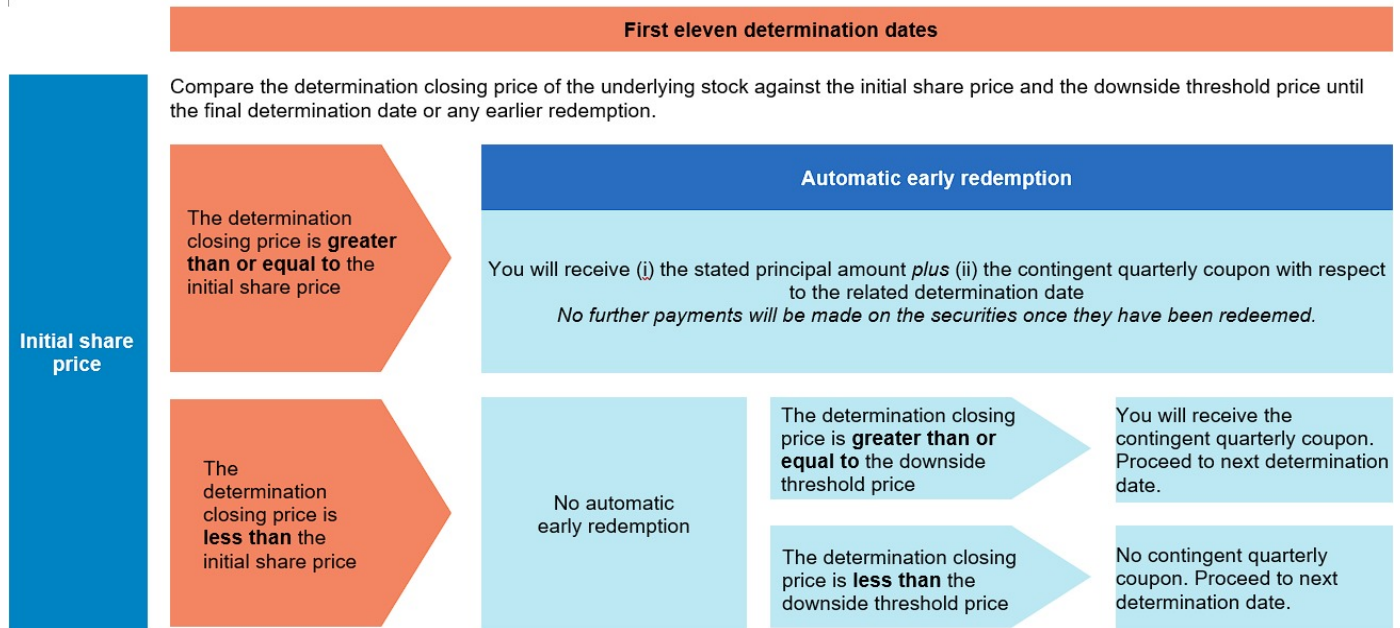 First eleven determination dates
Compare the determination closing price of the underlying stock against the initial share price and the downside threshold price until
the final determination date or any earlier redemption.
Initial share
price
The determination
closing price is greater
than or equal to the
initial share price
Automatic early redemption
You will receive (i) the stated principal amount plus (ii) the contingent quarterly coupon with respect
to the related determination date
No further payments will be made on the securities once they have been redeemed.
The
determination
closing price is
less than the
initial share price
No automatic
early redemption
The determination closing
price is greater than or
equal to the downside
threshold price
You will receive the
contingent quarterly coupon.
Proceed to next determination
date.
The determination closing
price is less than the
downside threshold price
No contingent quarterly
coupon. Proceed to next
determination date.